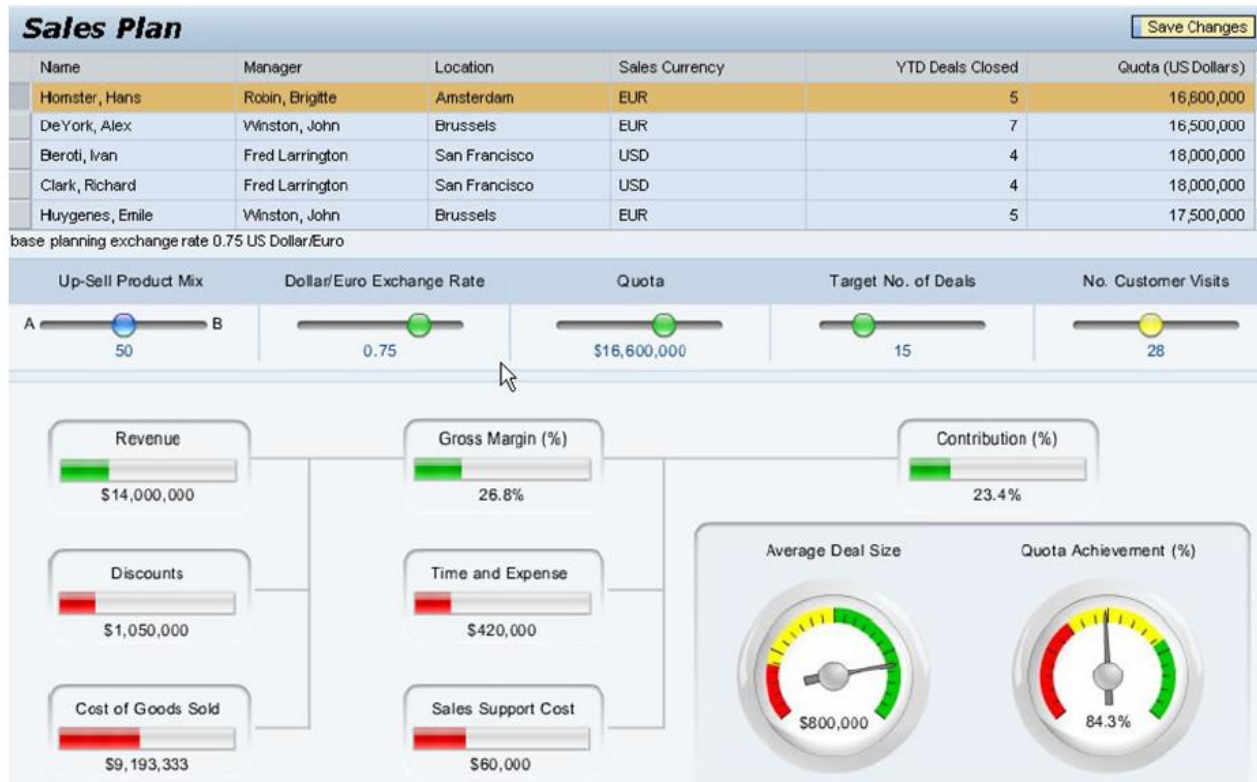 Sales Plan
Save Changes
Name Manager Location Sales Currency YTD Deals Closed Quota (US Dollars)
Homster, Hans Robin, Brigitte Amsterdam EUR 5 16,600,000
DeYork, Alex Winston, John Brussels EUR 7 16,500,000
Beroti, Ivan Fred Larrington San Francisco USD 4 18,000,000
Clark, Richard Fred Larrington San Francisco USD 4 18,000,000
Huygenes, Emile Winston, John Brussels EUR 5 17,500,000
base planning exchange rate 0.75 US Dollar/Euro
Up-Sell Product Mix Dollar/Euro Exchange Rate Quota Target No. of Deals No. Customer Visits
A B
50 0.75 $16,600,000 15 28
Revenue Gross Margin (%) Contribution (%)
$14,000,000 26.8% 23.4%
Average Deal Size Quota Achievement (%)
Discounts Time and Expense
$1,050,000 $420,000
Cost of Goods Sold Sales Support Cost
$800,000 84.3%
$9,193,333 $60,000